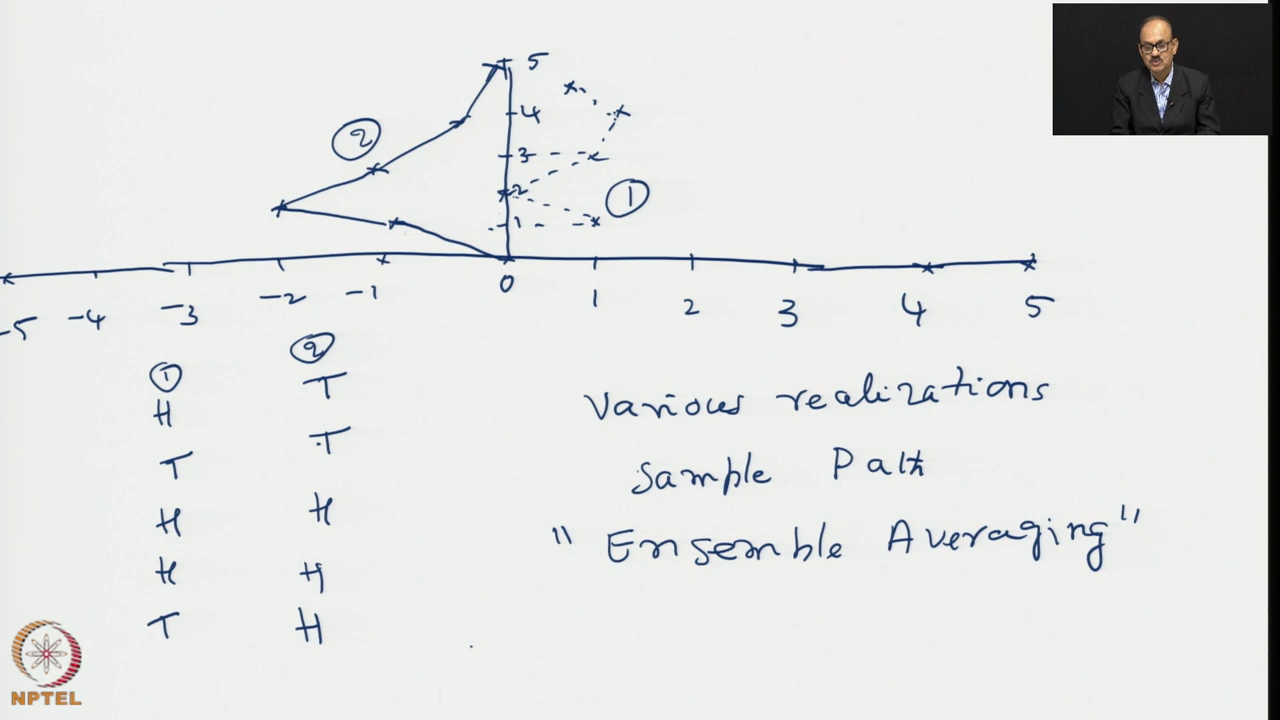 5
4
3
2
1
2
1
-5 -4 -3 -2 -1 0 1 2 3 4 5
1 2
H T
T T
H H
H H
T H
Various realizations
Sample Path
"Ensemble Averaging"
NPTEL